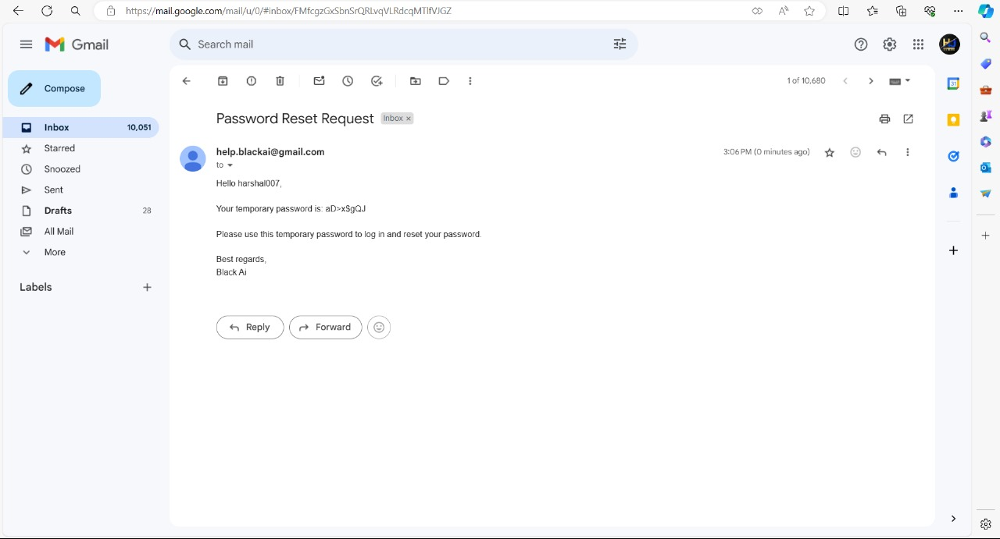 https://mail.google.com/mail/u/0/#inbox/FMfcgzGxSbnSrQRLvqVLRdcqMTlfVJGZ
Gmail
Search mail
Compose
1 of 10,680
Inbox 10,051
Starred
Snoozed
Sent
Drafts 28
All Mail
More
Labels
Password Reset Request Inbox ×
help.blackai@gmail.com 3:06 PM (0 minutes ago)
to
Hello harshal007,
Your temporary password is: aD>x$gQJ
Please use this temporary password to log in and reset your password.
Best regards,
Black Ai
Reply Forward